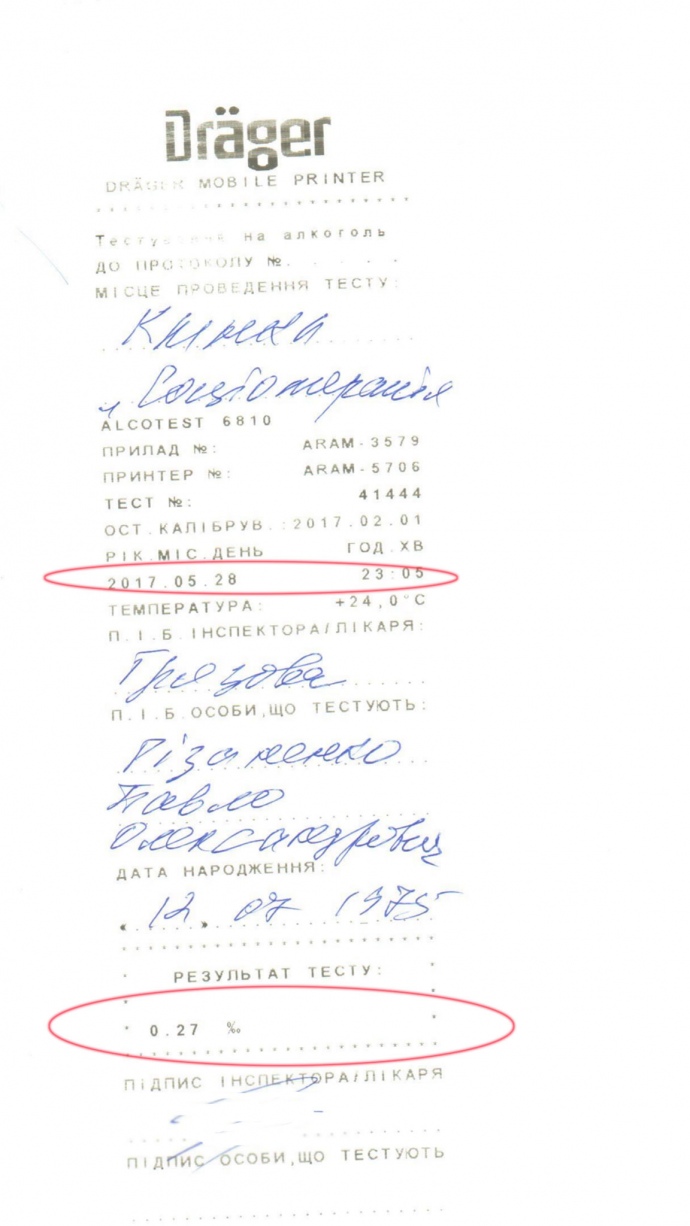 Dräger
DRÄGER MOBILE PRINTER
Тестування на алкоголь
ДО ПРОТОКОЛУ №.
МІСЦЕ ПРОВЕДЕННЯ ТЕСТУ:
"Соціотерапія
ALCOTEST 6810
ПРИЛАД №: ARAM-3579
ПРИНТЕР №: ARAM-5706
ТЕСТ №: 41444
ОСТ.КАЛІБРУВ.:2017.02.01
РІК.МІС.ДЕНЬ ГОД.ХВ
2017.05.28 23:05
ТЕМПЕРАТУРА: +24,0°C
П.І.Б.ІНСПЕКТОРА/ЛІКАРЯ:
П.І.Б.ОСОБИ,ЩО ТЕСТУЮТЬ:
Різаненко
Павло
Олександрович
ДАТА НАРОДЖЕННЯ:
«12» 07 1975
РЕЗУЛЬТАТ ТЕСТУ:
0.27 ‰
ПІДПИС ІНСПЕКТОРА/ЛІКАРЯ
ПІДПИС ОСОБИ,ЩО ТЕСТУЮТЬ